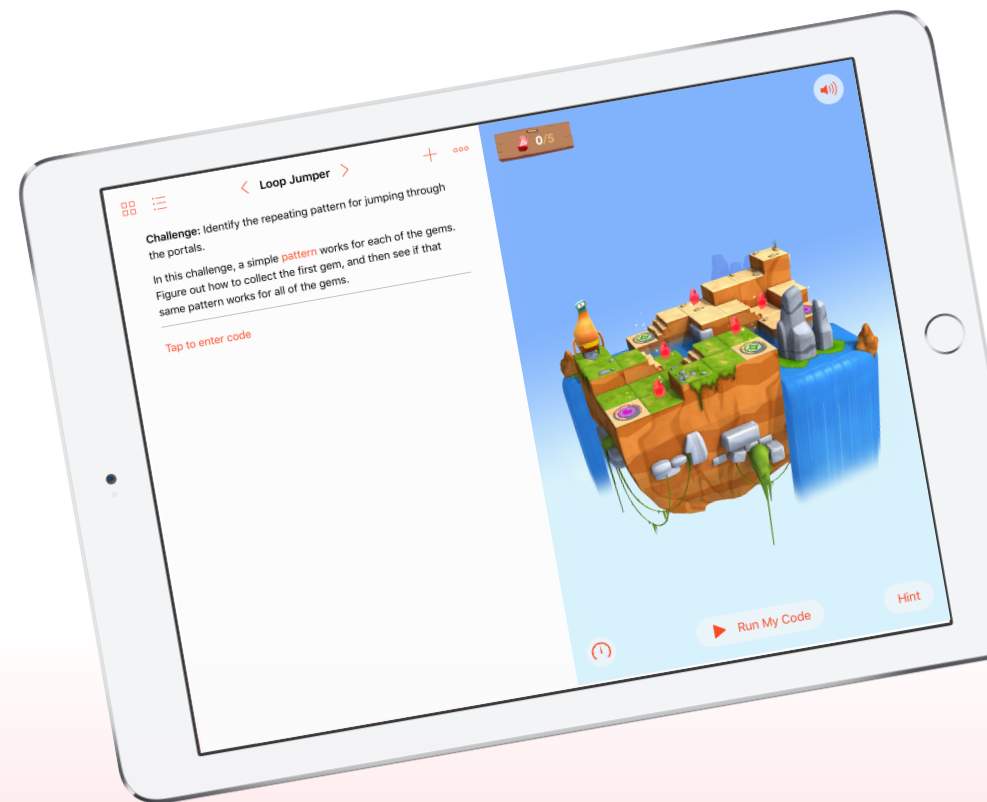 Loop Jumper
Challenge: Identify the repeating pattern for jumping through
the portals.
In this challenge, a simple pattern works for each of the gems.
Figure out how to collect the first gem, and then see if that
same pattern works for all of the gems.
Tap to enter code
0/5
Run My Code
Hint